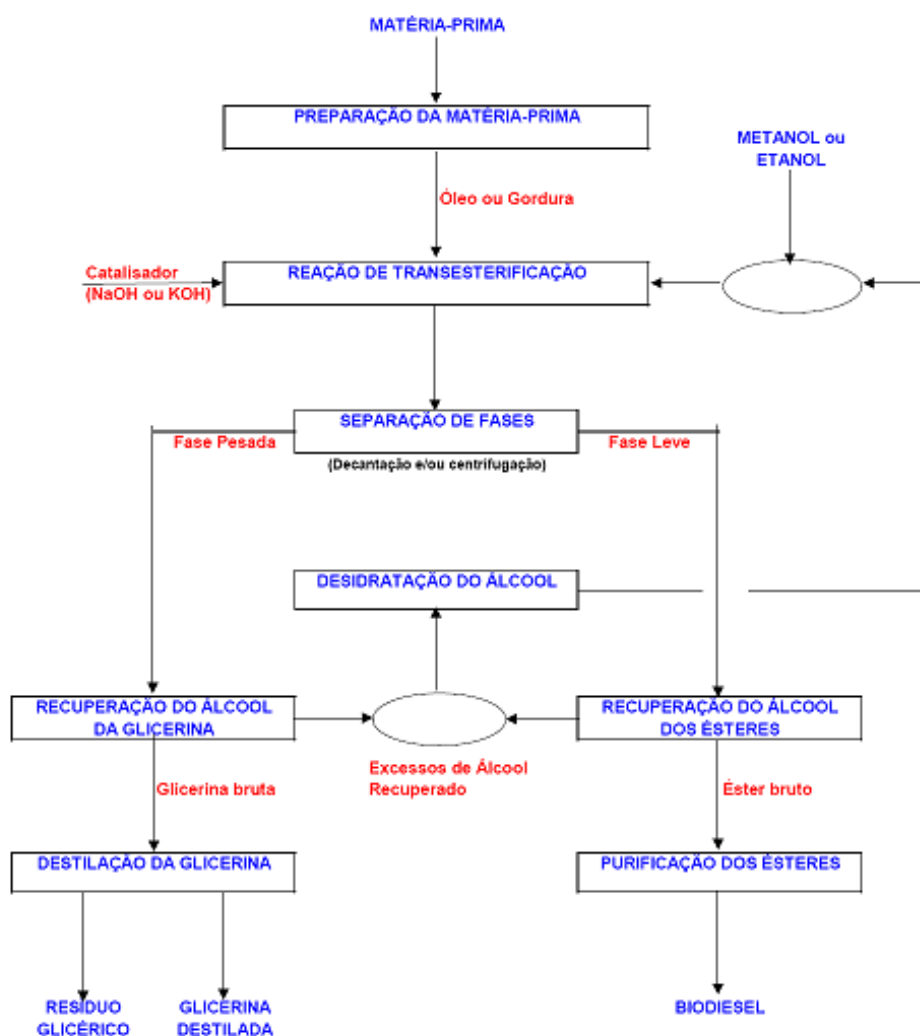 MATÉRIA-PRIMA
PREPARAÇÃO DA MATÉRIA-PRIMA
METANOL ou
ETANOL
Óleo ou Gordura
Catalisador
(NaOH ou KOH)
REAÇÃO DE TRANSESTERIFICAÇÃO
SEPARAÇÃO DE FASES
Fase Pesada
Fase Leve
(Decantação e/ou centrifugação)
DESIDRATAÇÃO DO ÁLCOOL
RECUPERAÇÃO DO ÁLCOOL
DA GLICERINA
RECUPERAÇÃO DO ÁLCOOL
DOS ÉSTERES
Excessos de Álcool
Recuperado
Glicerina bruta
Éster bruto
DESTILAÇÃO DA GLICERINA
PURIFICAÇÃO DOS ÉSTERES
RESÍDUO
GLICÉRICO
GLICERINA
DESTILADA
BIODIESEL